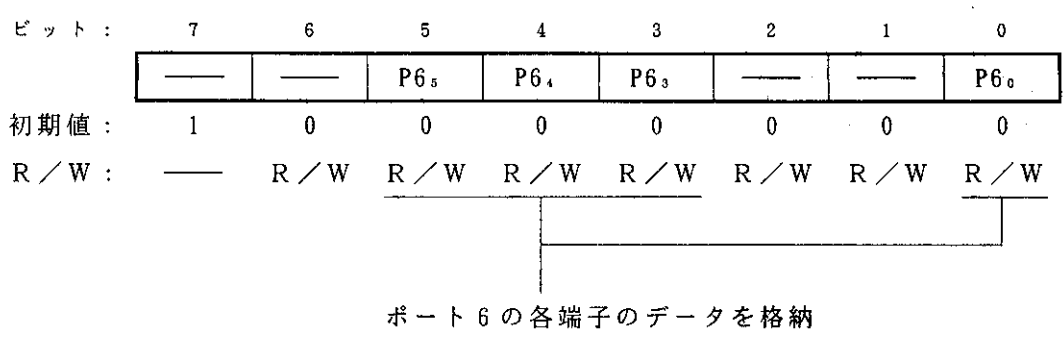 ビット： 7 6 5 4 3 2 1 0
―― ―― P6₅ P6₄ P6₃ ―― ―― P6₀
初期値： 1 0 0 0 0 0 0 0
R／W： ―― R／W R／W R／W R／W R／W R／W R／W
ポート6の各端子のデータを格納